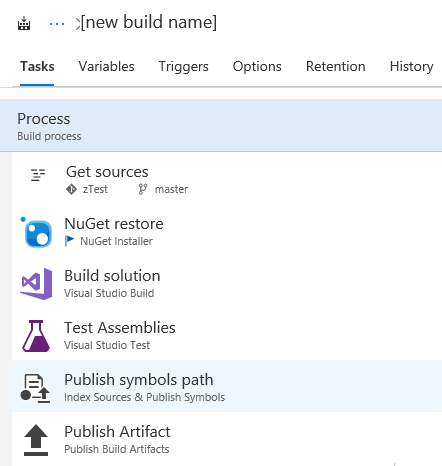 ... [new build name]
Tasks Variables Triggers Options Retention History
Process
Build process
Get sources
zTest master
NuGet restore
NuGet Installer
Build solution
Visual Studio Build
Test Assemblies
Visual Studio Test
Publish symbols path
Index Sources & Publish Symbols
Publish Artifact
Publish Build Artifacts